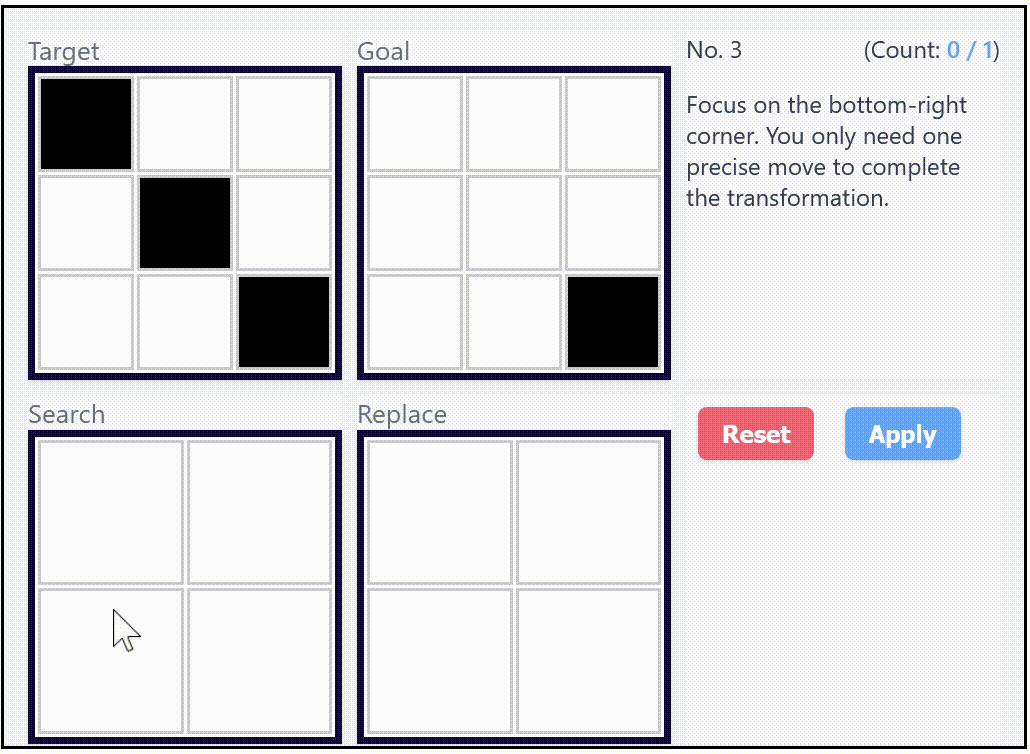 Target
Goal
No. 3
(Count: 0 / 1)
Focus on the bottom-right
corner. You only need one
precise move to complete
the transformation.
Search
Replace
Reset
Apply